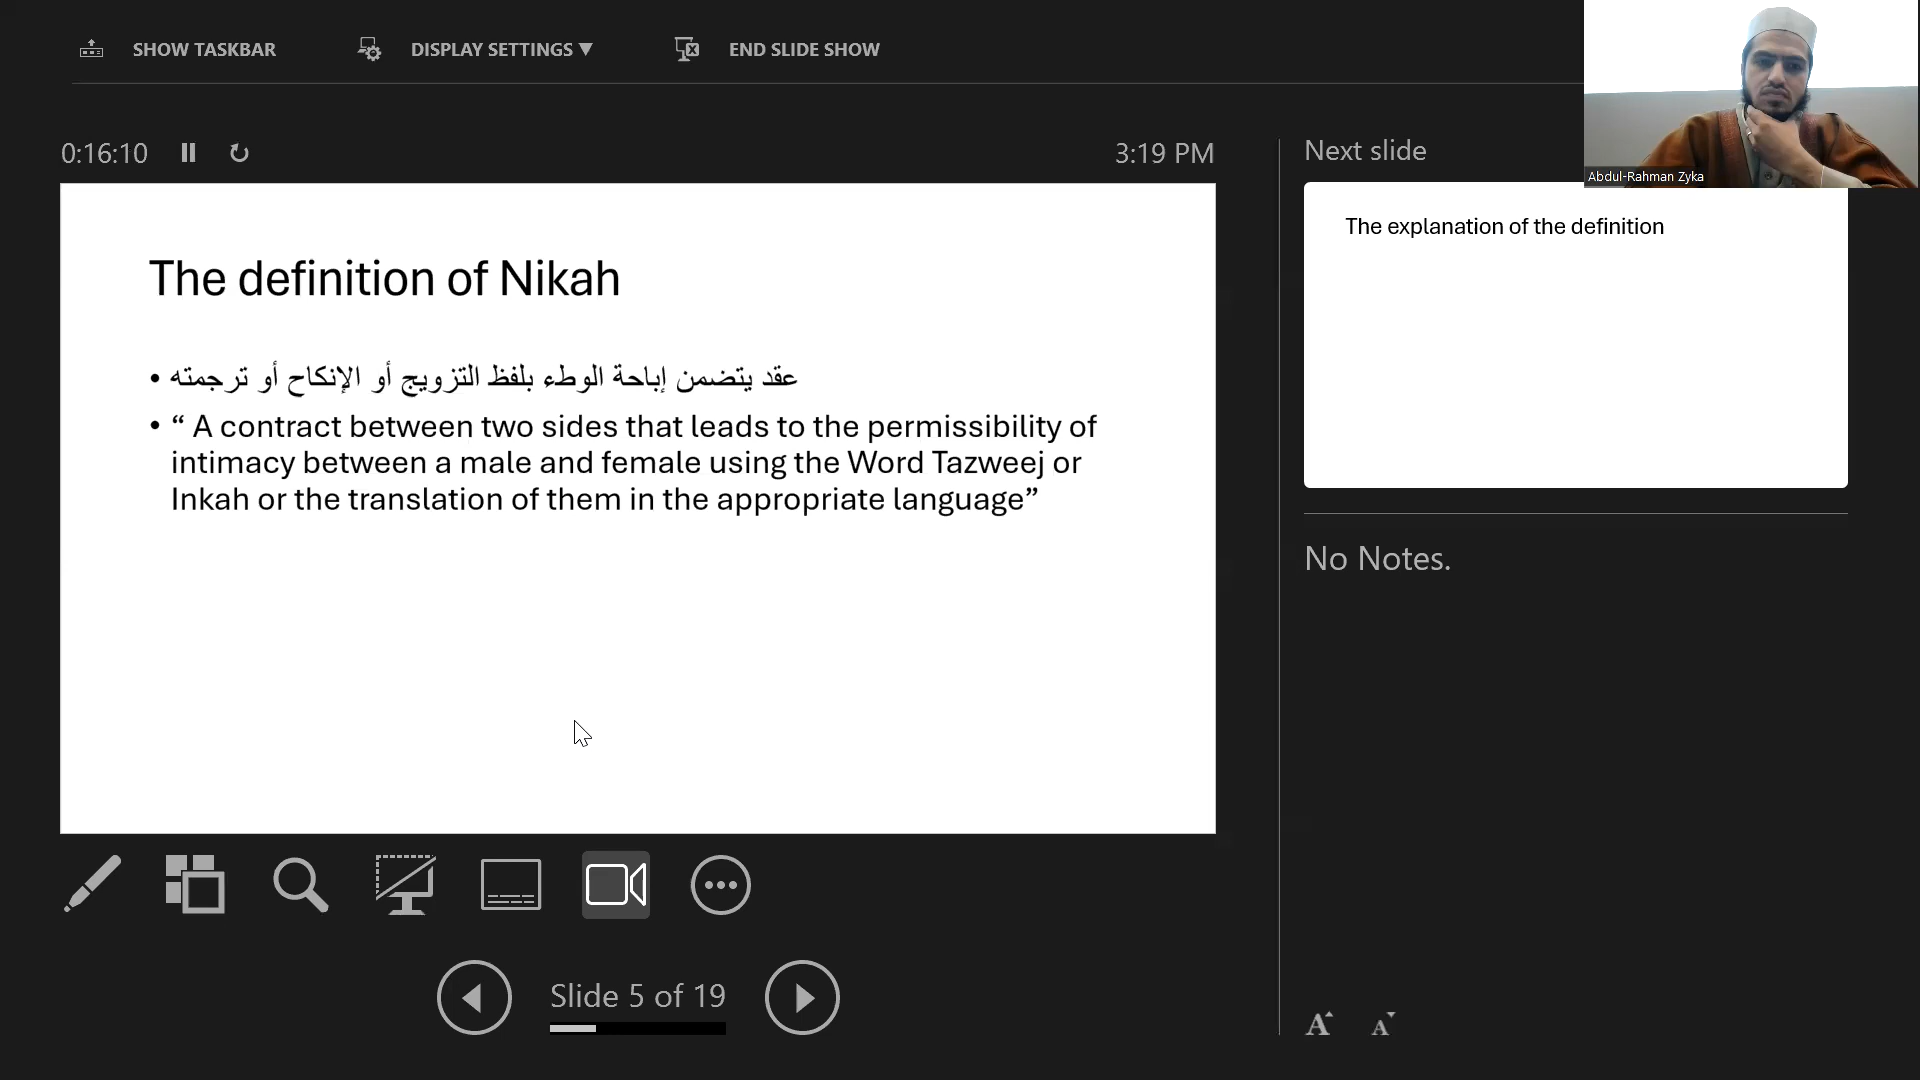 SHOW TASKBAR
DISPLAY SETTINGS ▼
END SLIDE SHOW
0:16:10
3:19 PM
The definition of Nikah
• عقد يتضمن إباحة الوطء بلفظ التزويج أو الإنكاح أو ترجمته
• “ A contract between two sides that leads to the permissibility of
intimacy between a male and female using the Word Tazweej or
Inkah or the translation of them in the appropriate language”
Slide 5 of 19
Next slide
Abdul-Rahman Zyka
The explanation of the definition
No Notes.
A A